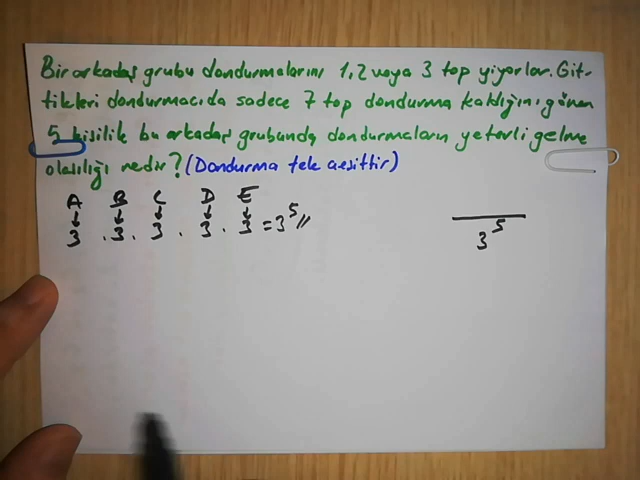 Bir arkadaş grubu dondurmalarını 1,2 veya 3 top yiyorlar. Git-
tikleri dondurmacıda sadece 7 top dondurma kaldığını gören
5 kişilik bu arkadaş grubunda dondurmaların yeterli gelme
olasılığı nedir? (Dondurma tek çeşittir)
A B C D E
3 . 3 . 3 . 3 . 3 = 3^5 //
3^5